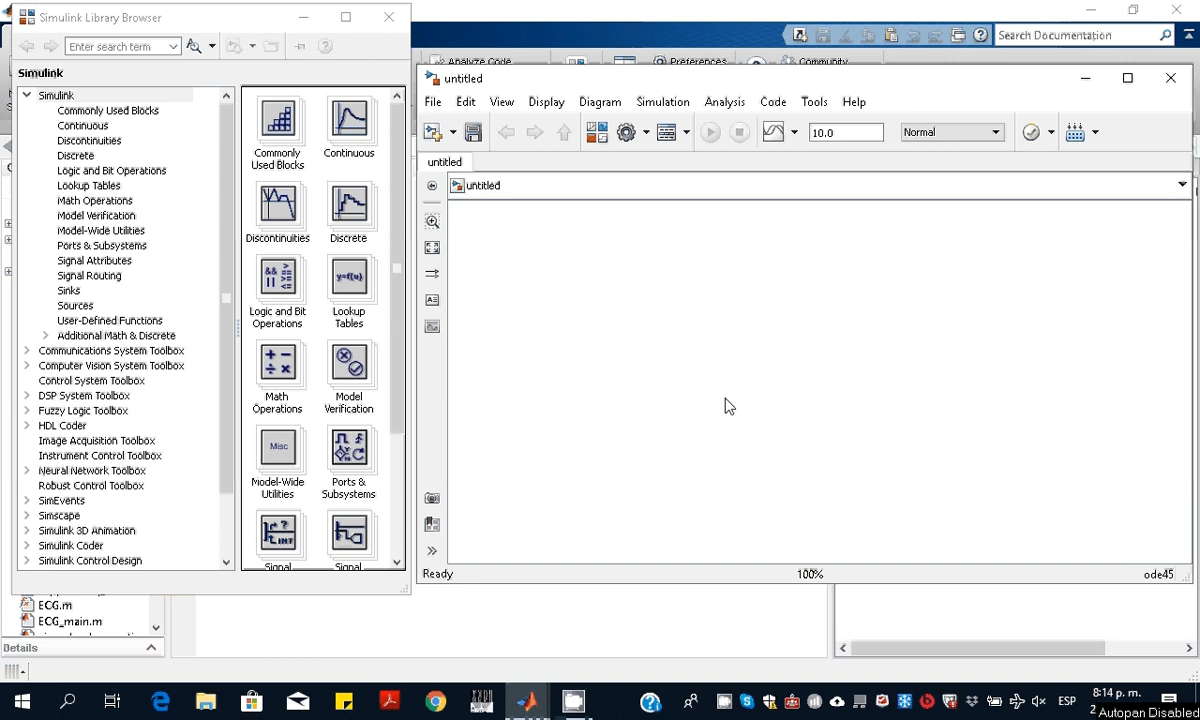 Simulink Library Browser
Enter search term
Simulink
Simulink
Commonly Used Blocks
Continuous
Discontinuities
Discrete
Logic and Bit Operations
Lookup Tables
Math Operations
Model Verification
Model-Wide Utilities
Ports & Subsystems
Signal Attributes
Signal Routing
Sinks
Sources
User-Defined Functions
Additional Math & Discrete
Communications System Toolbox
Computer Vision System Toolbox
Control System Toolbox
DSP System Toolbox
Fuzzy Logic Toolbox
HDL Coder
Image Acquisition Toolbox
Instrument Control Toolbox
Neural Network Toolbox
Robust Control Toolbox
SimEvents
Simscape
Simulink 3D Animation
Simulink Coder
Simulink Control Design
Commonly
Used Blocks
Continuous
Discontinuities
Discrete
Logic and Bit
Operations
y=f(u)
Lookup
Tables
Math
Operations
Model
Verification
Misc
Model-Wide
Utilities
Ports &
Subsystems
Signal
Signal
Search Documentation
Analyze Code
Preferences
Community
untitled
File Edit View Display Diagram Simulation Analysis Code Tools Help
10.0
Normal
untitled
untitled
Ready
100%
ode45
ECG.m
ECG_main.m
Details
ESP
8:14 p. m.
2
Autopan Disabled